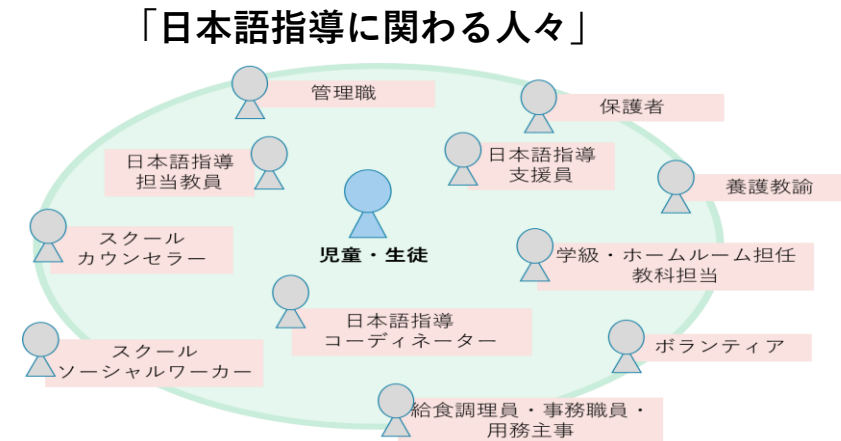 「日本語指導に関わる人々」
管理職
保護者
日本語指導
担当教員
日本語指導
支援員
養護教諭
スクール
カウンセラー
児童・生徒
学級・ホームルーム担任
教科担当
日本語指導
コーディネーター
スクール
ソーシャルワーカー
ボランティア
給食調理員・事務職員・
用務主事